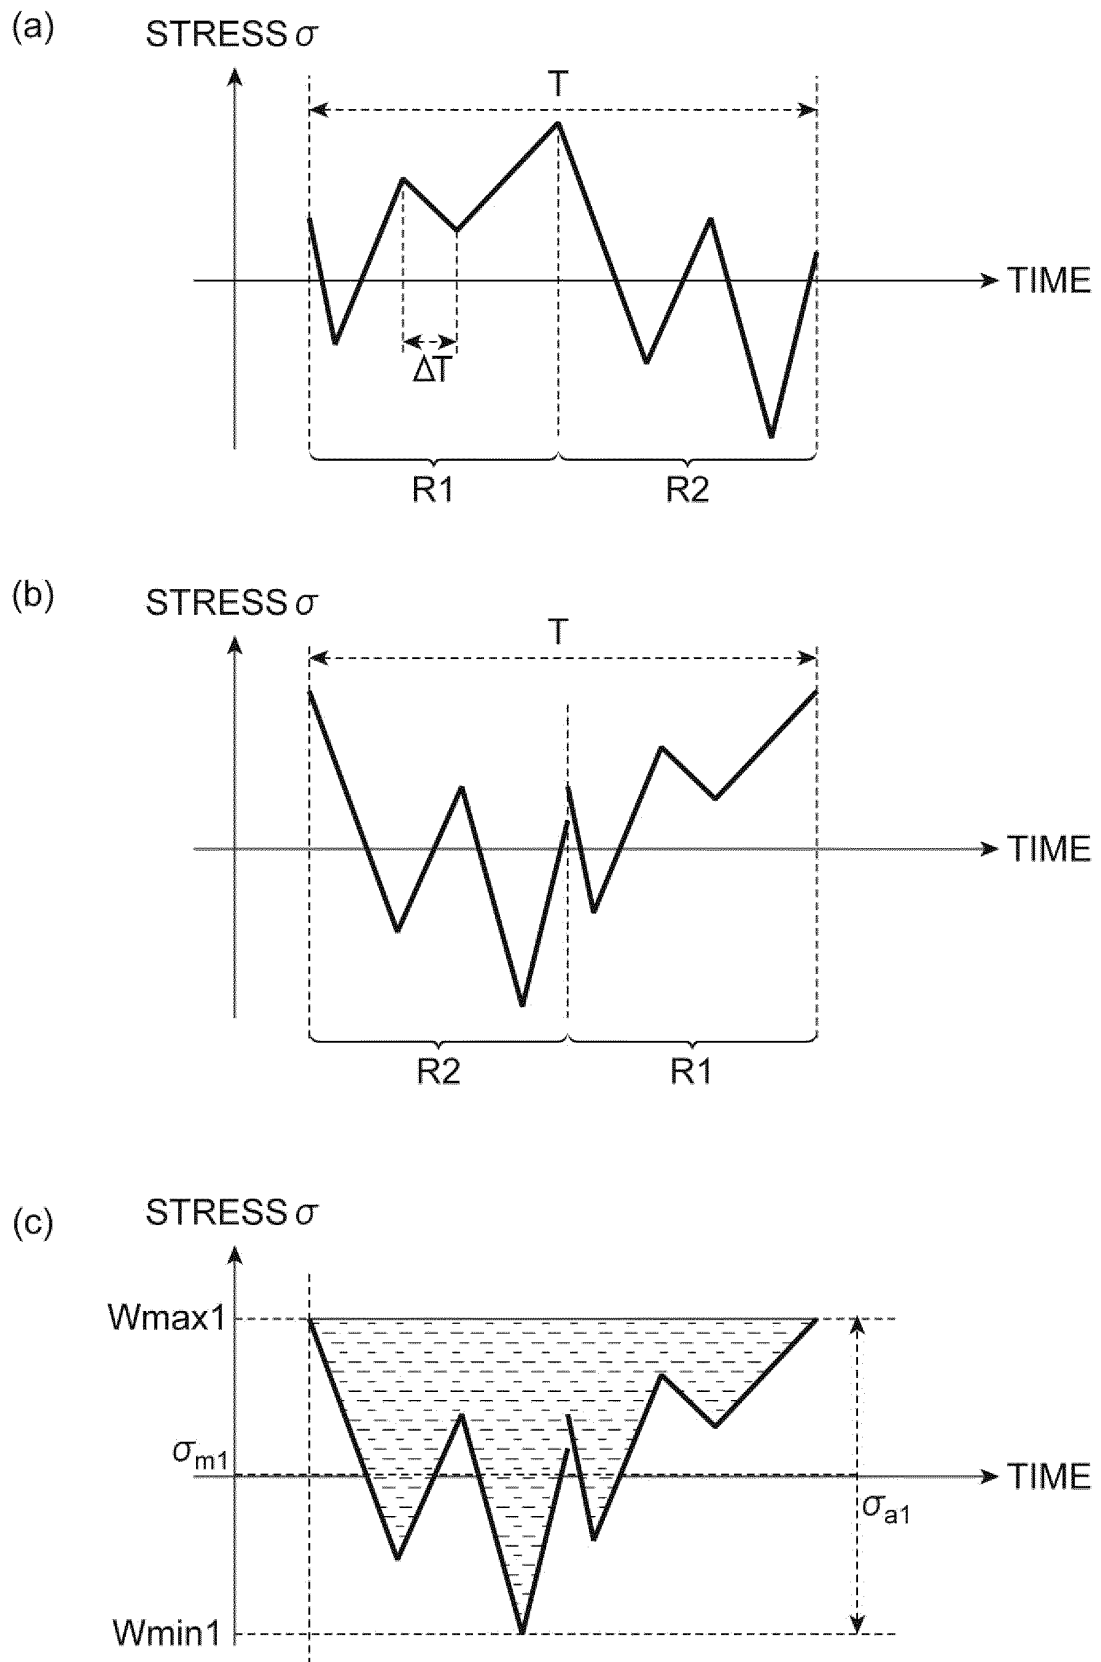 (a)
STRESS σ
T
TIME
ΔT
R1 R2
(b)
STRESS σ
T
TIME
R2 R1
(c)
STRESS σ
Wmax1
σm1
TIME
σa1
Wmin1